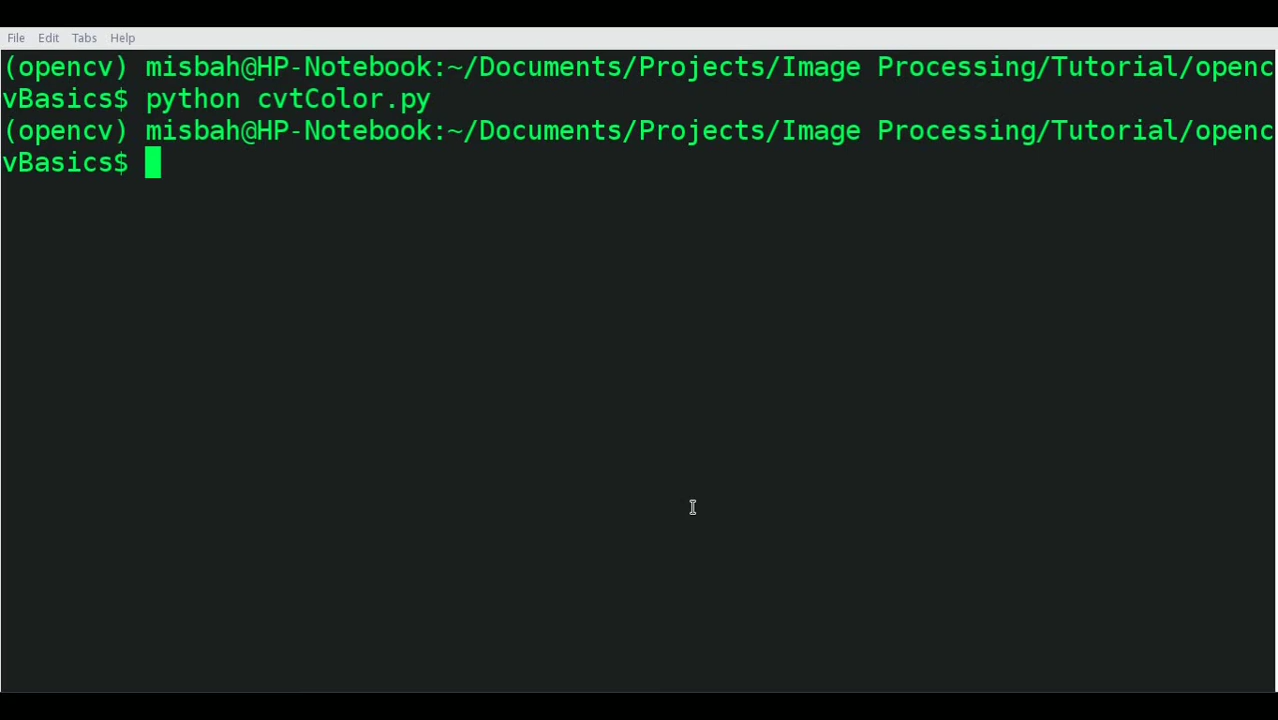 File Edit Tabs Help
(opencv) misbah@HP-Notebook:~/Documents/Projects/Image Processing/Tutorial/openc
vBasics$ python cvtColor.py
(opencv) misbah@HP-Notebook:~/Documents/Projects/Image Processing/Tutorial/openc
vBasics$